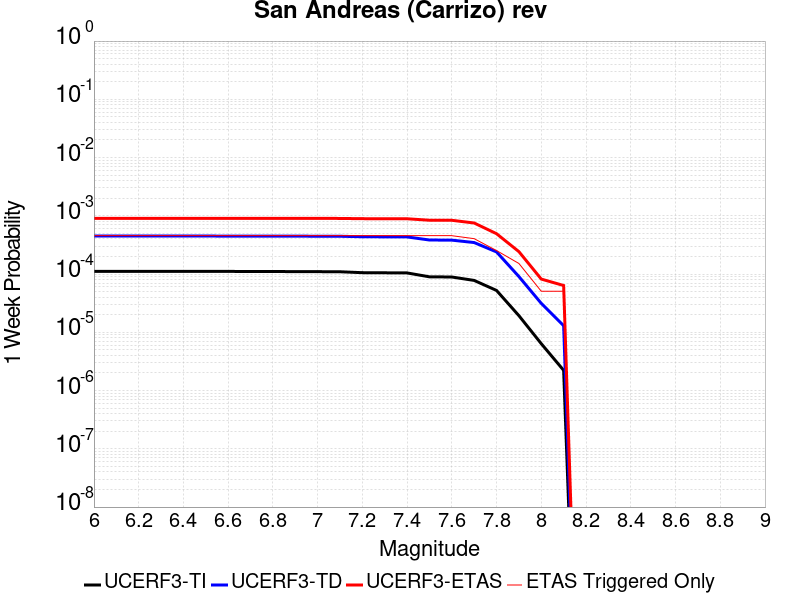 San Andreas (Carrizo) rev
10^0
10^-1
10^-2
10^-3
10^-4
10^-5
10^-6
10^-7
10^-8
1 Week Probability
6 6.2 6.4 6.6 6.8 7 7.2 7.4 7.6 7.8 8 8.2 8.4 8.6 8.8 9
Magnitude
UCERF3-TI UCERF3-TD UCERF3-ETAS ETAS Triggered Only